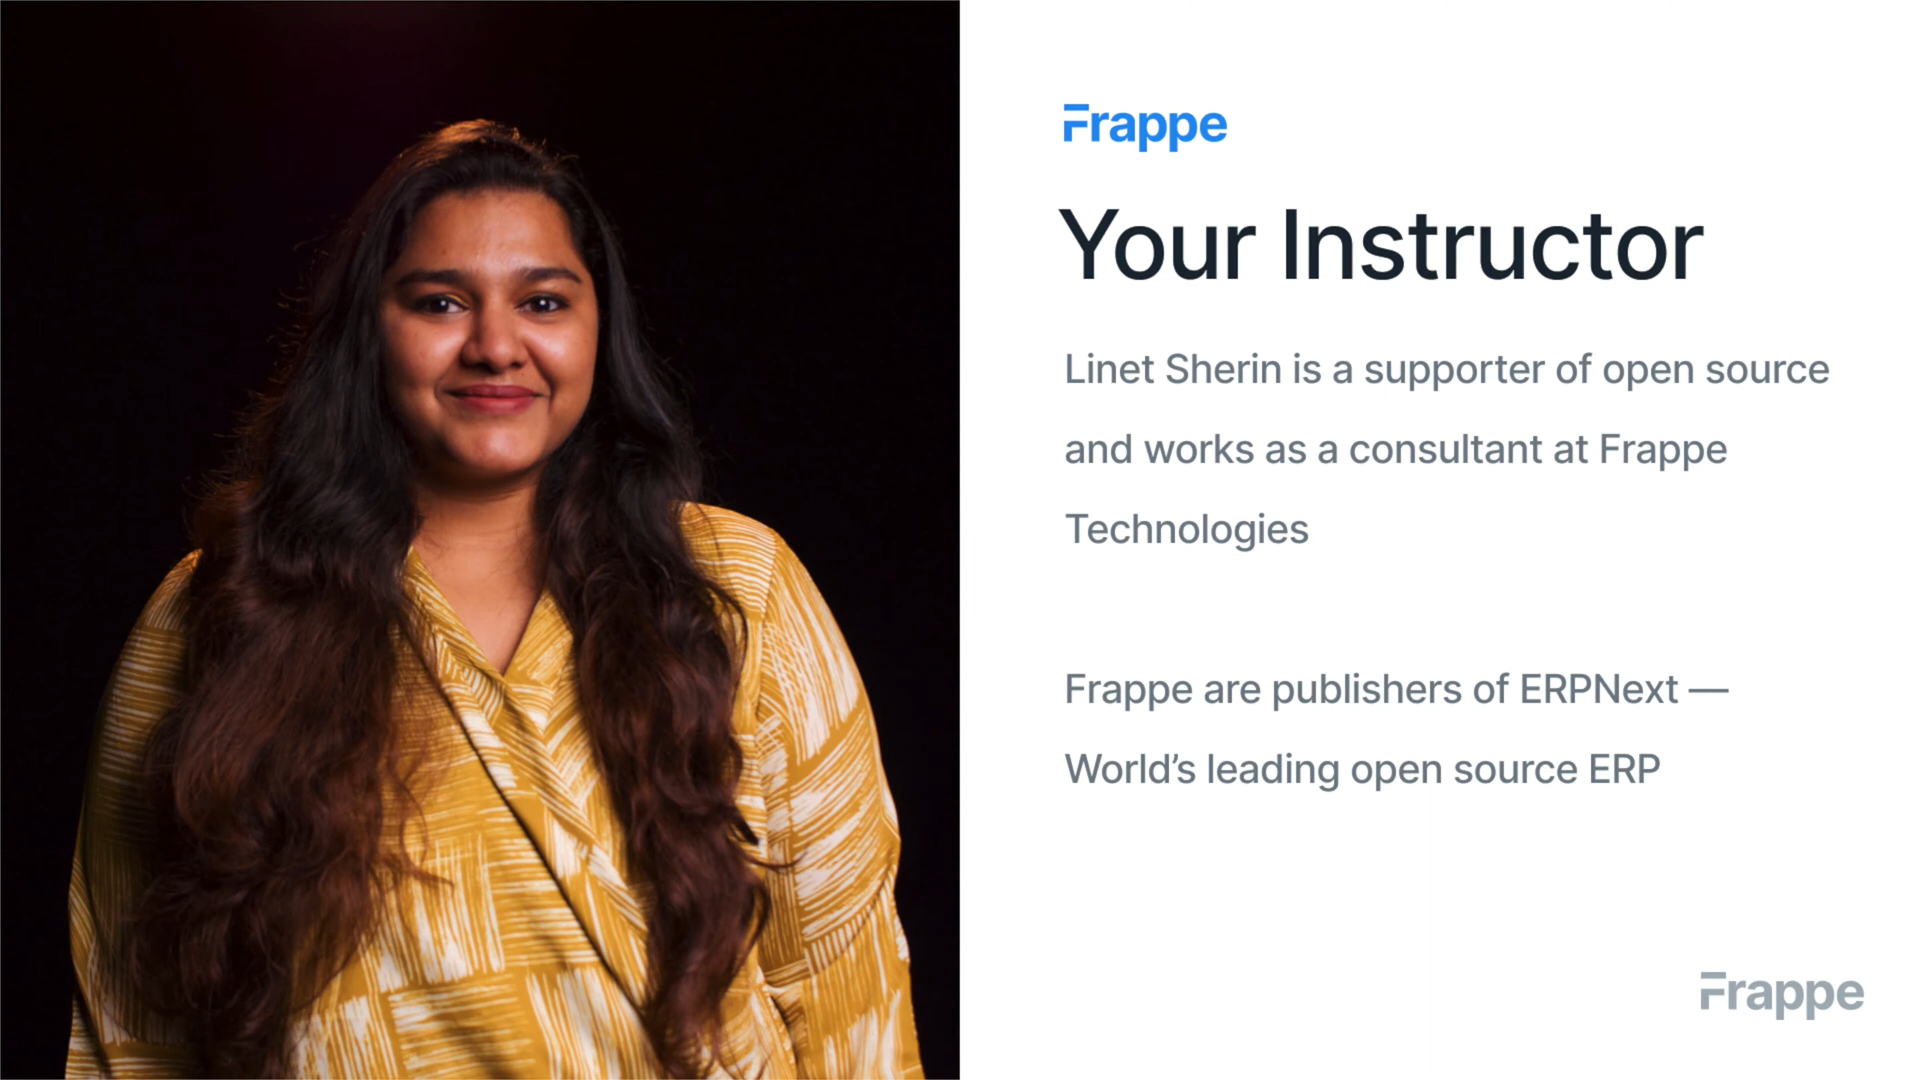 Frappe
Your Instructor
Linet Sherin is a supporter of open source
and works as a consultant at Frappe
Technologies
Frappe are publishers of ERPNext —
World’s leading open source ERP
Frappe